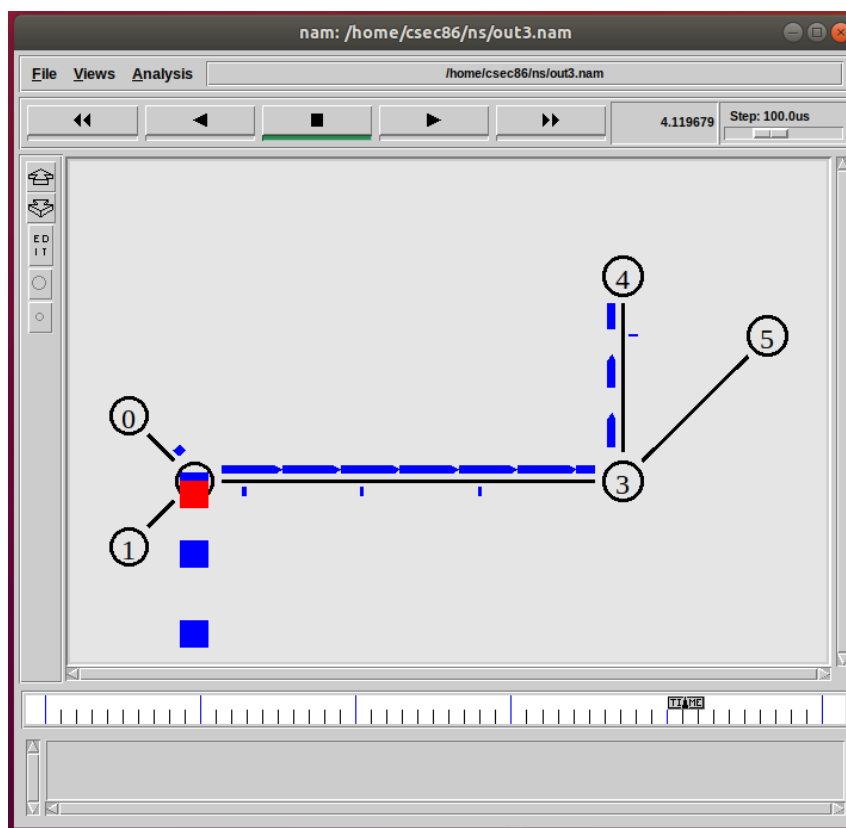 nam: /home/csec86/ns/out3.nam
File Views Analysis /home/csec86/ns/out3.nam
4.119679 Step: 100.0us
E D
I T
4
5
0
3
1
TIME